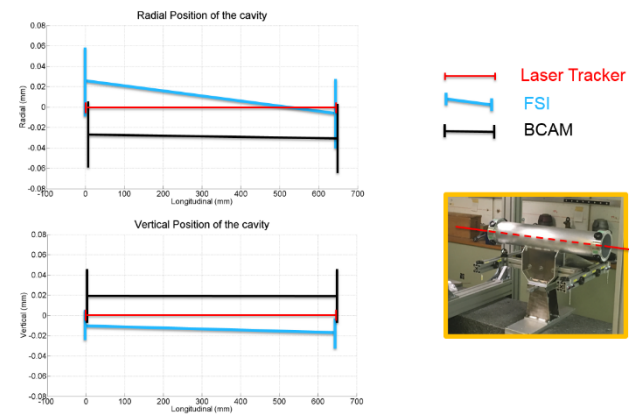 Radial Position of the cavity
0.08
0.06
0.04
0.02
0
-0.02
-0.04
-0.06
-0.08
Radial (mm)
-100 0 100 200 300 400 500 600 700
Longitudinal (mm)
Laser Tracker
FSI
BCAM
Vertical Position of the cavity
0.08
0.06
0.04
0.02
0
-0.02
-0.04
-0.06
-0.08
Vertical (mm)
-100 0 100 200 300 400 500 600 700
Longitudinal (mm)